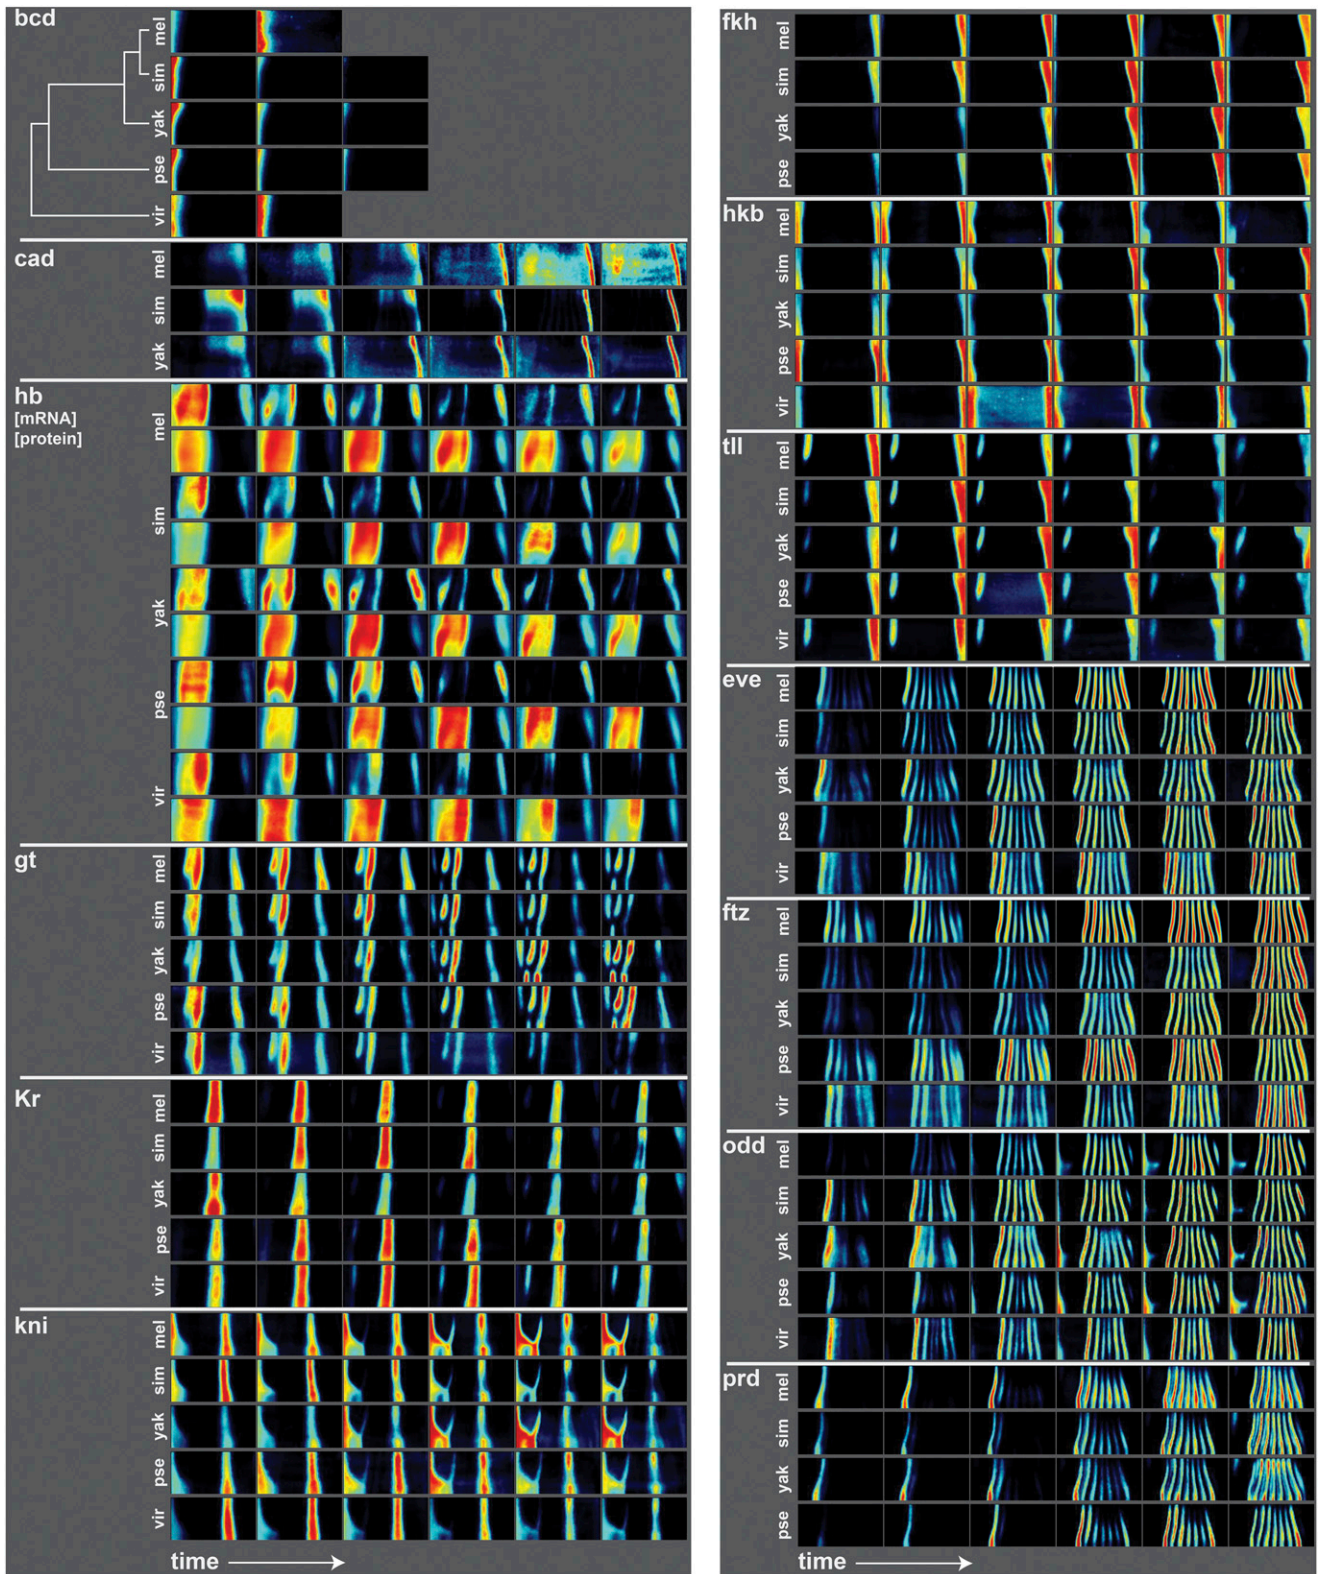 bcd
mel
sim
yak
pse
vir
cad
mel
sim
yak
hb
[mRNA]
[protein]
mel
sim
yak
pse
vir
gt
mel
sim
yak
pse
vir
Kr
mel
sim
yak
pse
vir
kni
mel
sim
yak
pse
vir
time
fkh
mel
sim
yak
pse
hkb
mel
sim
yak
pse
vir
tll
mel
sim
yak
pse
vir
eve
mel
sim
yak
pse
vir
ftz
mel
sim
yak
pse
vir
odd
mel
sim
yak
pse
vir
prd
mel
sim
yak
pse
time